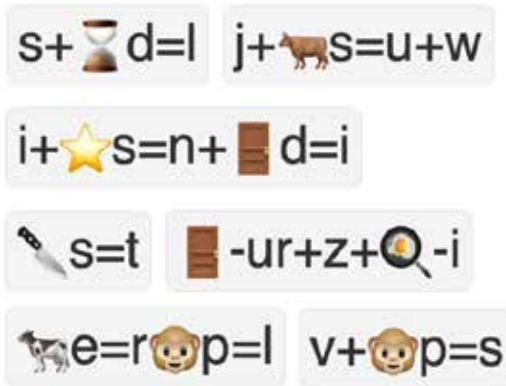 s+⏳d=l j+🐂s=u+w
i+⭐s=n+🚪d=i
🔪s=t 🚪-ur+z+🍳-i
🐄e=r🐵p=l v+🐵p=s